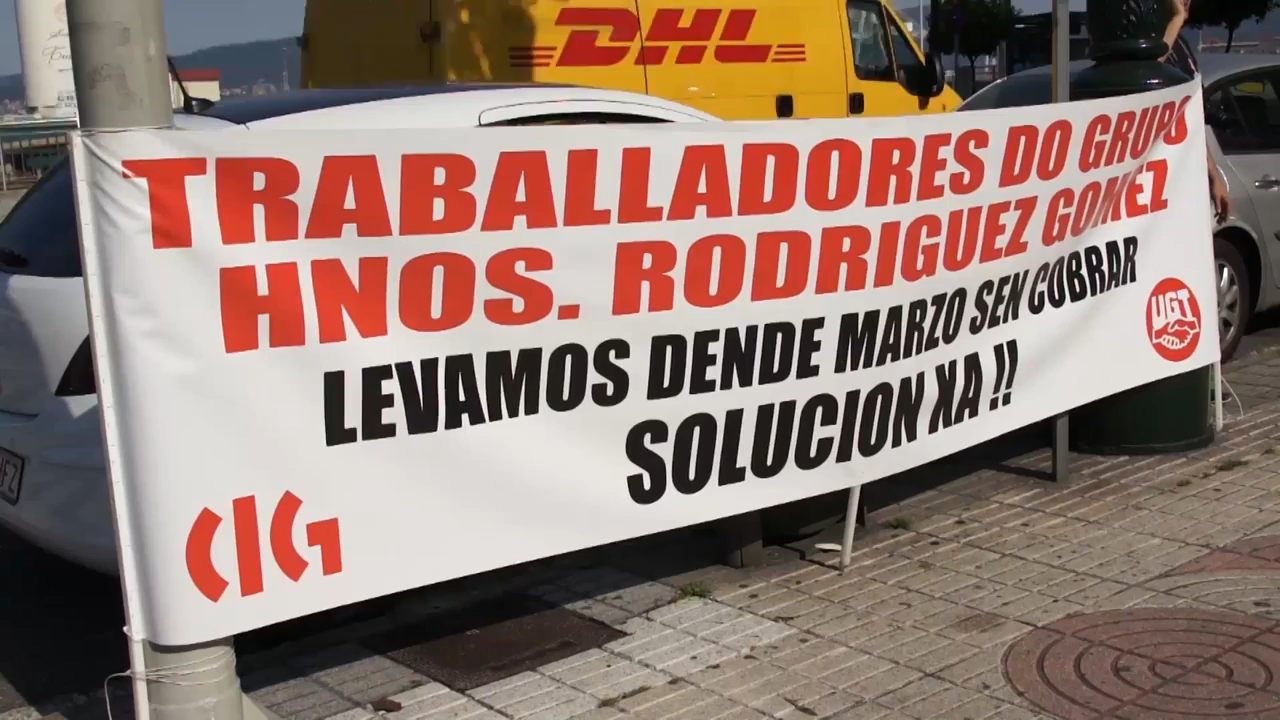 DHL
TRABALLADORES DO GRUPO
HNOS. RODRIGUEZ GOMEZ
LEVAMOS DENDE MARZO SEN COBRAR
SOLUCION XA !!
UGT
CIG